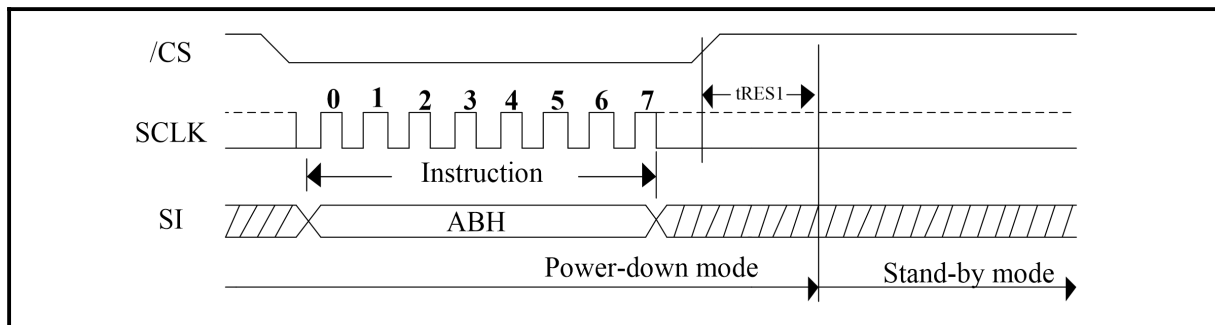 /CS
tRES1
0 1 2 3 4 5 6 7
SCLK
Instruction
SI
ABH
Power-down mode
Stand-by mode